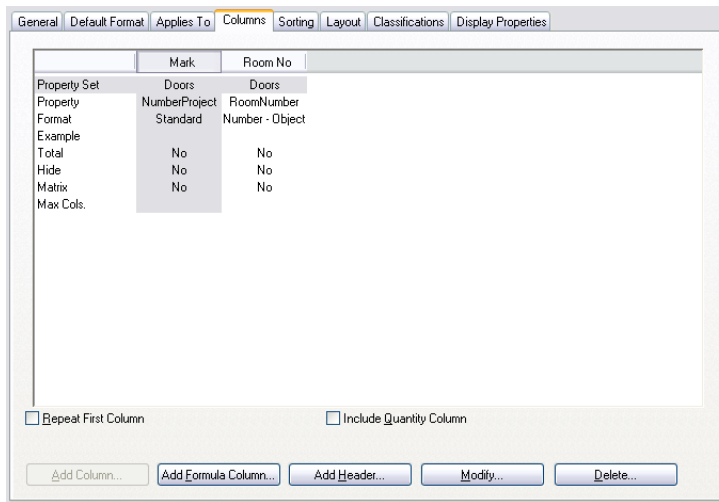 General Default Format Applies To Columns Sorting Layout Classifications Display Properties
Mark Room No
Property Set Doors Doors
Property NumberProject RoomNumber
Format Standard Number - Object
Example
Total No No
Hide No No
Matrix No No
Max Cols.
Repeat First Column Include Quantity Column
Add Column... Add Formula Column... Add Header... Modify... Delete...